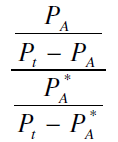 P_A
P_t − P_A
P_A^*
P_t − P_A^*